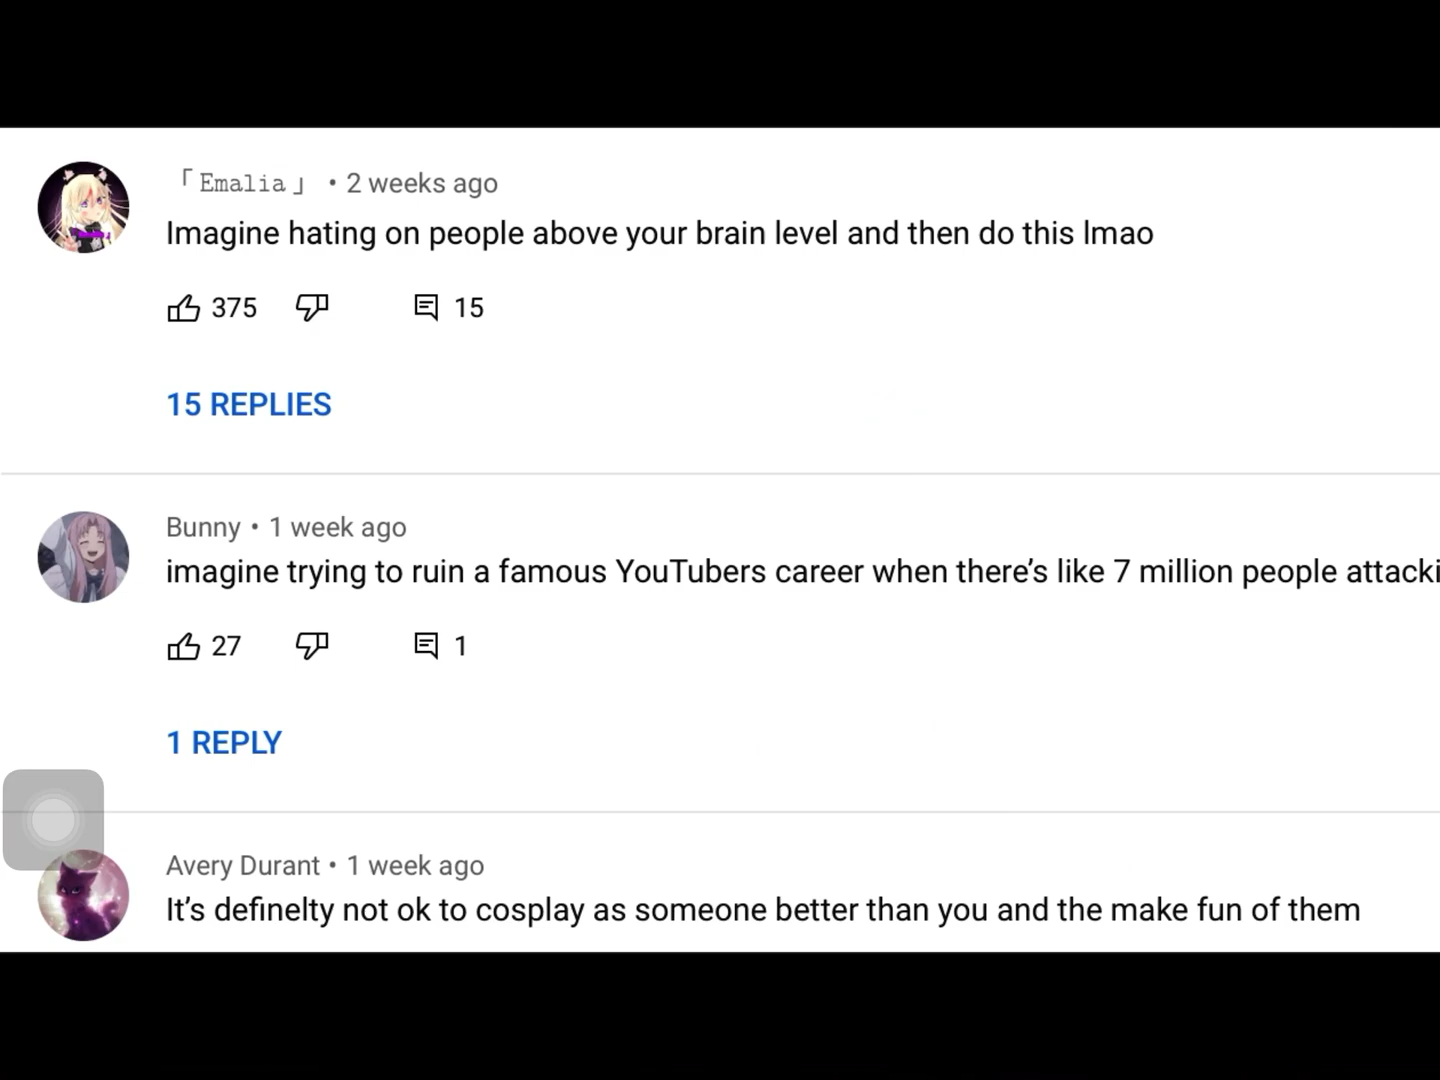 「Emalia」 • 2 weeks ago
Imagine hating on people above your brain level and then do this lmao
375 15
15 REPLIES
Bunny • 1 week ago
imagine trying to ruin a famous YouTubers career when there’s like 7 million people attacki
27 1
1 REPLY
Avery Durant • 1 week ago
It’s definelty not ok to cosplay as someone better than you and the make fun of them